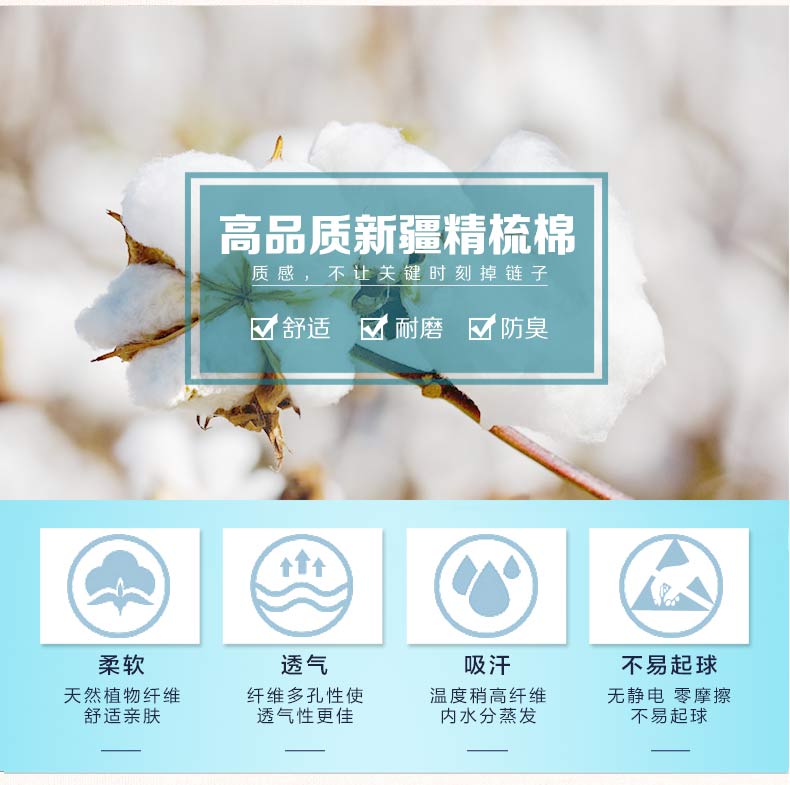 高品质新疆精梳棉
质感，不让关键时刻掉链子
舒适 耐磨 防臭
柔软
天然植物纤维
舒适亲肤
透气
纤维多孔性使
透气性更佳
吸汗
温度稍高纤维
内水分蒸发
不易起球
无静电 零摩擦
不易起球